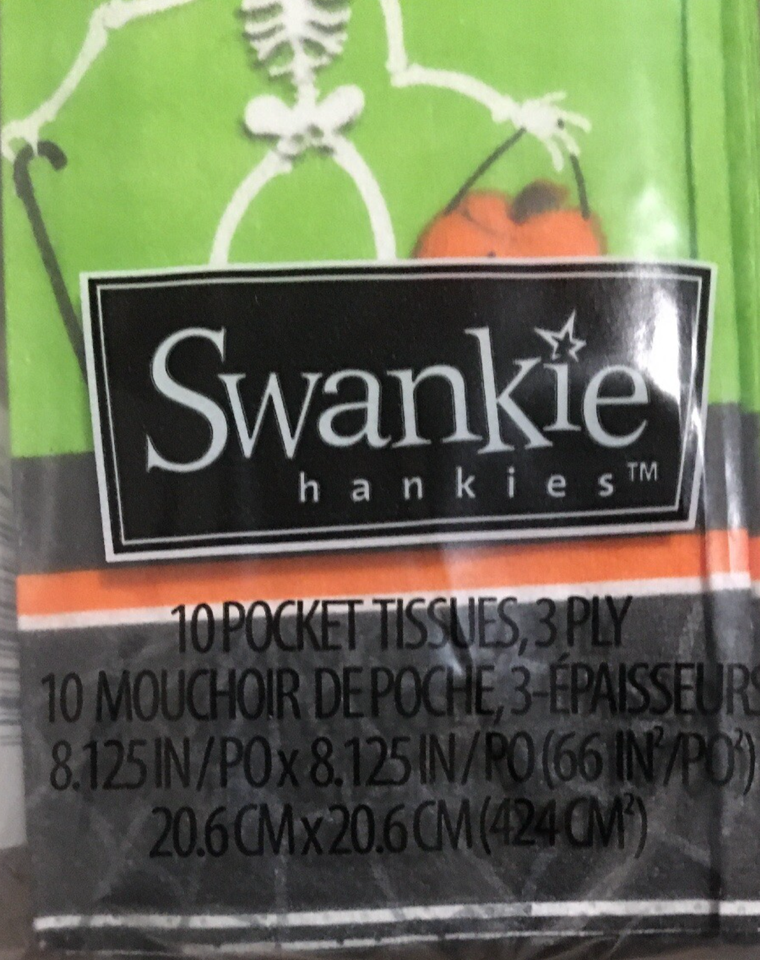 Swankie
hankies™
10 POCKET TISSUES, 3 PLY
10 MOUCHOIR DE POCHE, 3-ÉPAISSEURS
8.125 IN/PO x 8.125 IN/PO (66 IN²/PO²)
20.6 CM x 20.6 CM (424 CM²)